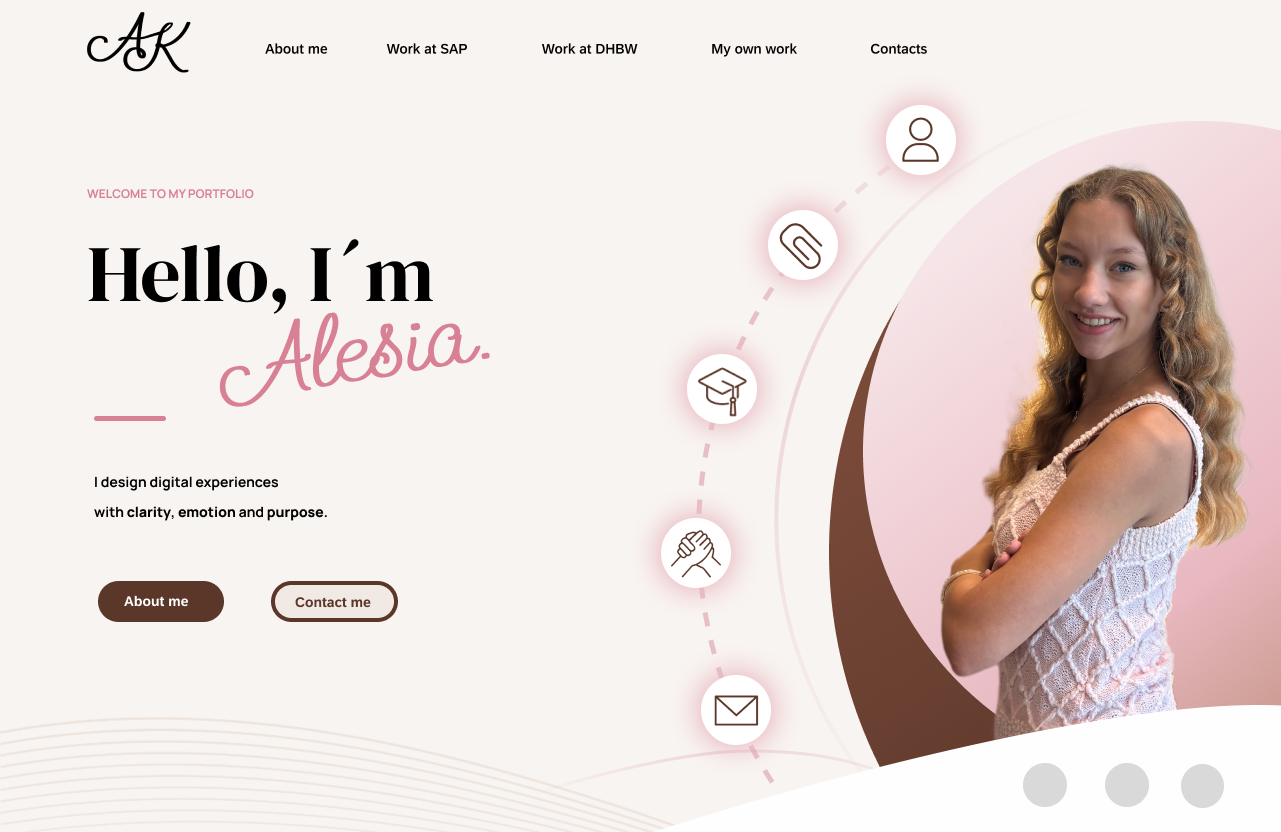 AK
About me
Work at SAP
Work at DHBW
My own work
Contacts
WELCOME TO MY PORTFOLIO
Hello, I´m
Alesia.
I design digital experiences
with clarity, emotion and purpose.
About me
Contact me